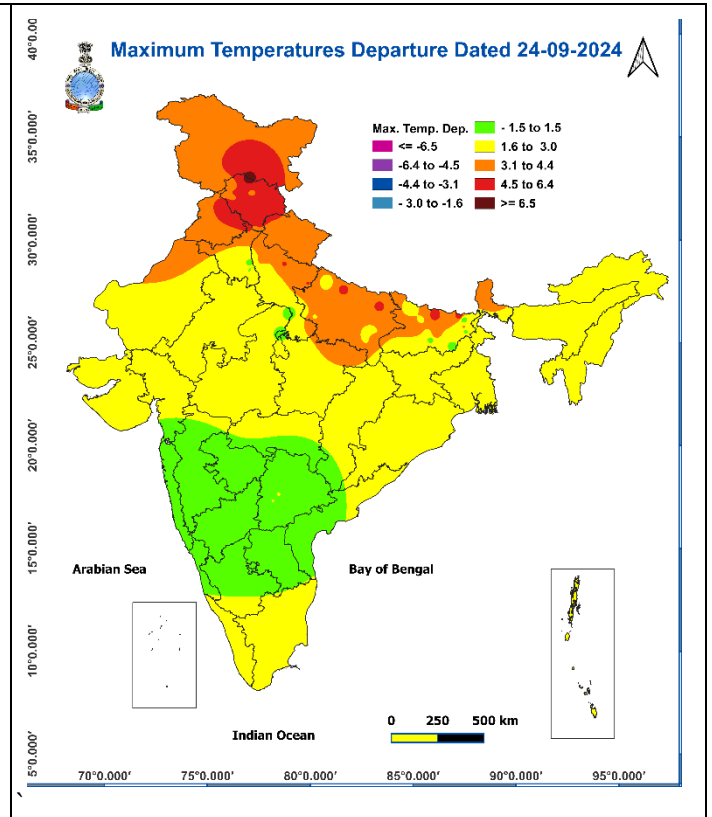 Maximum Temperatures Departure Dated 24-09-2024
Max. Temp. Dep.
<= -6.5
-6.4 to -4.5
-4.4 to -3.1
- 3.0 to -1.6
- 1.5 to 1.5
1.6 to 3.0
3.1 to 4.4
4.5 to 6.4
>= 6.5
40°0.00
35°0.000'
30°0.000'
25°0.000'
20°0.000'
15°0.000'
10°0.000'
5°0.000'
Arabian Sea
Bay of Bengal
Indian Ocean
0 250 500 km
70°0.000'
75°0.000'
80°0.000'
85°0.000'
90°0.000'
95°0.000'
`